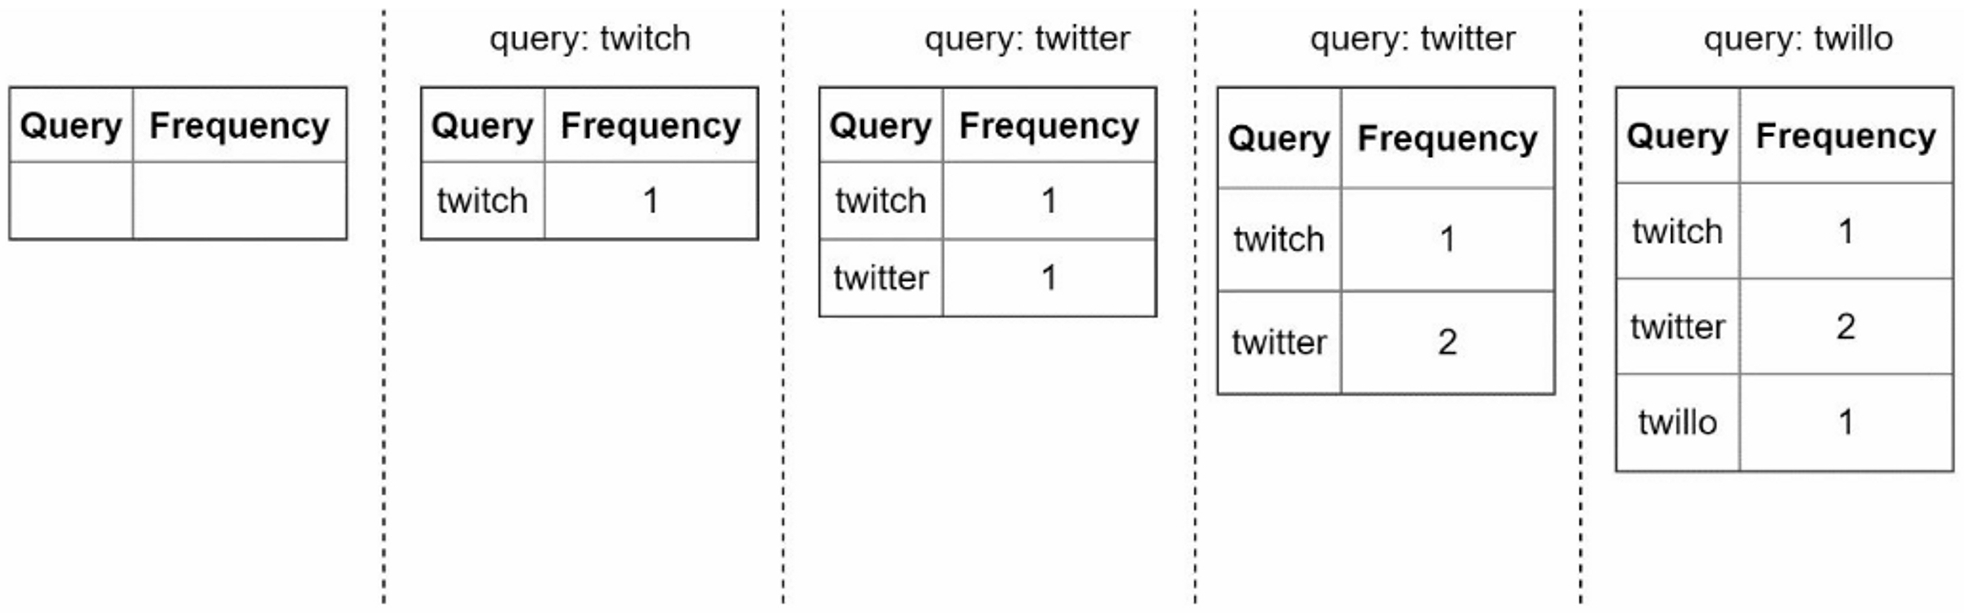 Query Frequency
query: twitch
Query Frequency
twitch 1
query: twitter
Query Frequency
twitch 1
twitter 1
query: twitter
Query Frequency
twitch 1
twitter 2
query: twillo
Query Frequency
twitch 1
twitter 2
twillo 1